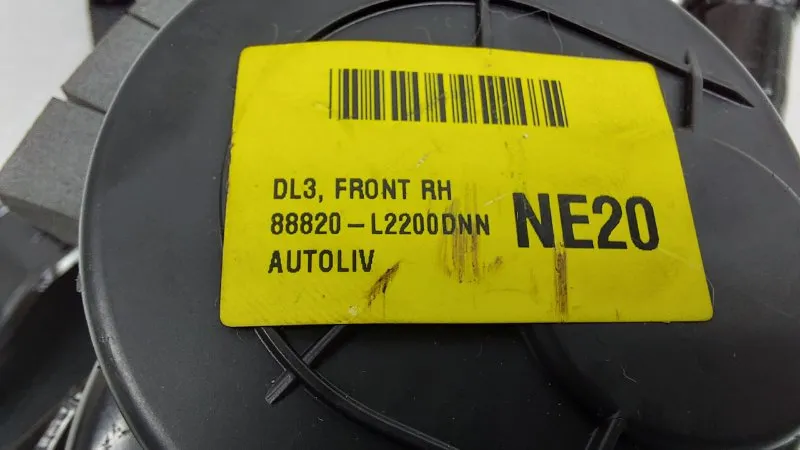 DL3, FRONT RH
88820-L2200DNN NE20
AUTOLIV